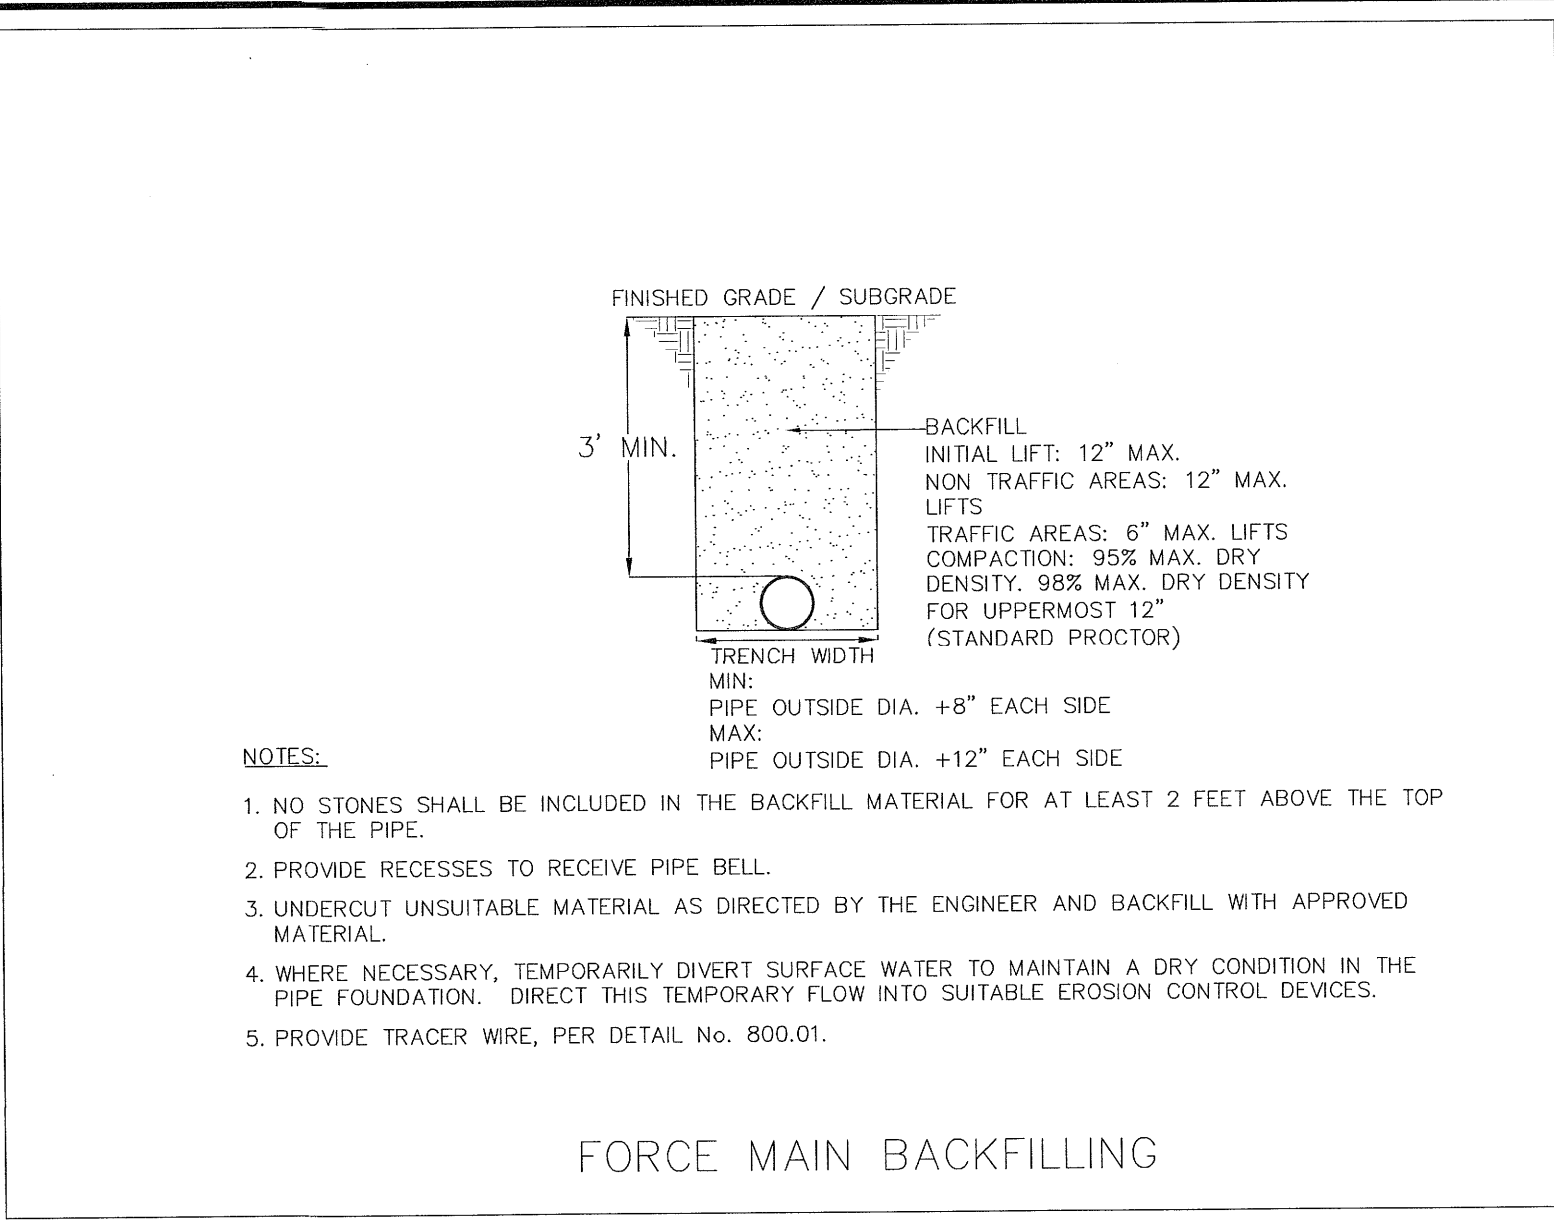 FINISHED GRADE / SUBGRADE
3' MIN.
BACKFILL
INITIAL LIFT: 12" MAX.
NON TRAFFIC AREAS: 12" MAX.
LIFTS
TRAFFIC AREAS: 6" MAX. LIFTS
COMPACTION: 95% MAX. DRY
DENSITY. 98% MAX. DRY DENSITY
FOR UPPERMOST 12"
(STANDARD PROCTOR)
TRENCH WIDTH
MIN:
PIPE OUTSIDE DIA. +8" EACH SIDE
MAX:
PIPE OUTSIDE DIA. +12" EACH SIDE
NOTES:
1. NO STONES SHALL BE INCLUDED IN THE BACKFILL MATERIAL FOR AT LEAST 2 FEET ABOVE THE TOP
OF THE PIPE.
2. PROVIDE RECESSES TO RECEIVE PIPE BELL.
3. UNDERCUT UNSUITABLE MATERIAL AS DIRECTED BY THE ENGINEER AND BACKFILL WITH APPROVED
MATERIAL.
4. WHERE NECESSARY, TEMPORARILY DIVERT SURFACE WATER TO MAINTAIN A DRY CONDITION IN THE
PIPE FOUNDATION. DIRECT THIS TEMPORARY FLOW INTO SUITABLE EROSION CONTROL DEVICES.
5. PROVIDE TRACER WIRE, PER DETAIL No. 800.01.
FORCE MAIN BACKFILLING